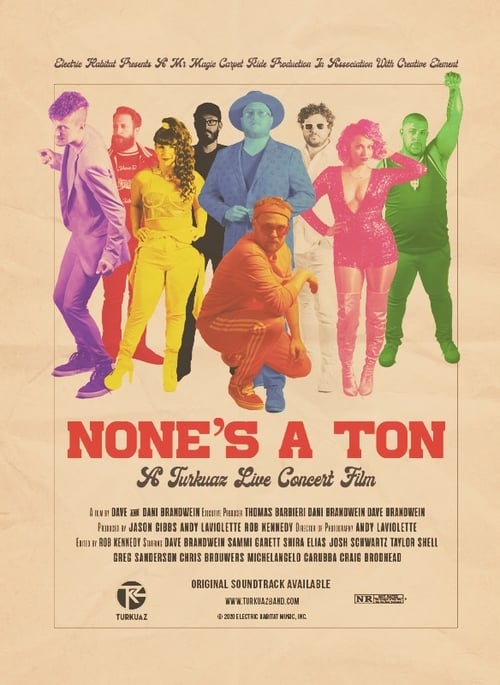 Electric Habitat Presents A Mr Magic Carpet Ride Production In Association With Creative Element
NONE'S A TON
A Turkuaz Live Concert Film
A FILM BY DAVE AND DANI BRANDWEIN EXECUTIVE PRODUCER THOMAS BARBIERI DANI BRANDWEIN DAVE BRANDWEIN
PRODUCED BY JASON GIBBS ANDY LAVIOLETTE ROB KENNEDY DIRECTOR OF PHOTOGRAPHY ANDY LAVIOLETTE
EDITED BY ROB KENNEDY STARRING DAVE BRANDWEIN SAMMI GARETT SHIRA ELIAS JOSH SCHWARTZ TAYLOR SHELL
GREG SANDERSON CHRIS BROUWERS MICHELANGELO CARUBBA CRAIG BRODHEAD
ORIGINAL SOUNDTRACK AVAILABLE
WWW.TURKUAZBAND.COM
© 2020 ELECTRIC HABITAT MUSIC, INC.
TURKUAZ
NR